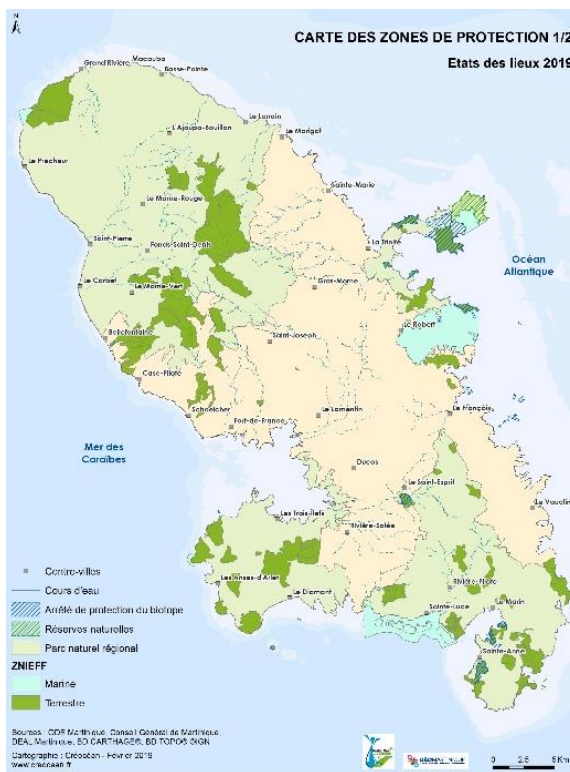 N
CARTE DES ZONES DE PROTECTION 1/2
Etats des lieux 2019
Grand'Rivière
Macouba
Basse-Pointe
Le Lorrain
L'Ajoupa-Bouillon
Le Marigot
Le Prêcheur
Sainte-Marie
Le Morne-Rouge
Saint-Pierre
Fonds-Saint-Denis
La Trinité
Océan
Atlantique
Le Carbet
Le Morne-Vert
Gros-Morne
Bellefontaine
Saint-Joseph
Le Robert
Case-Pilote
Schoelcher
Fort-de-France
Le Lamentin
Le François
Mer des
Caraïbes
Ducos
Le Saint-Esprit
Le Vauclin
Les Trois-Îlets
Rivière-Salée
Les Anses-d'Arlet
Le Diamant
Rivière-Pilote
Sainte-Luce
Le Marin
Sainte-Anne
Centre-villes
Cours d'eau
Arrêté de protection du biotope
Réserves naturelles
Parc naturel régional
ZNIEFF
Marine
Terrestre
Sources : ODE Martinique, Conseil Général de Martinique,
DEAL Martinique, BD CARTHAGE®, BD TOPO® ©IGN
Cartographie : Créocéan - Février 2019
www.creocean.fr
0 2.5 5 Km